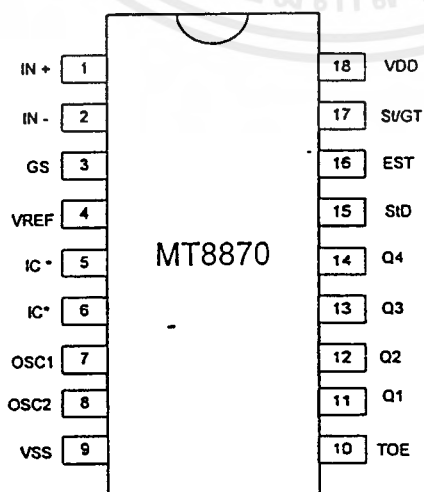 IN + 1 18 VDD
IN - 2 17 St/GT
GS 3 16 EST
VREF 4 15 StD
IC * 5 MT8870 14 Q4
IC* 6 13 Q3
OSC1 7 12 Q2
OSC2 8 11 Q1
VSS 9 10 TOE